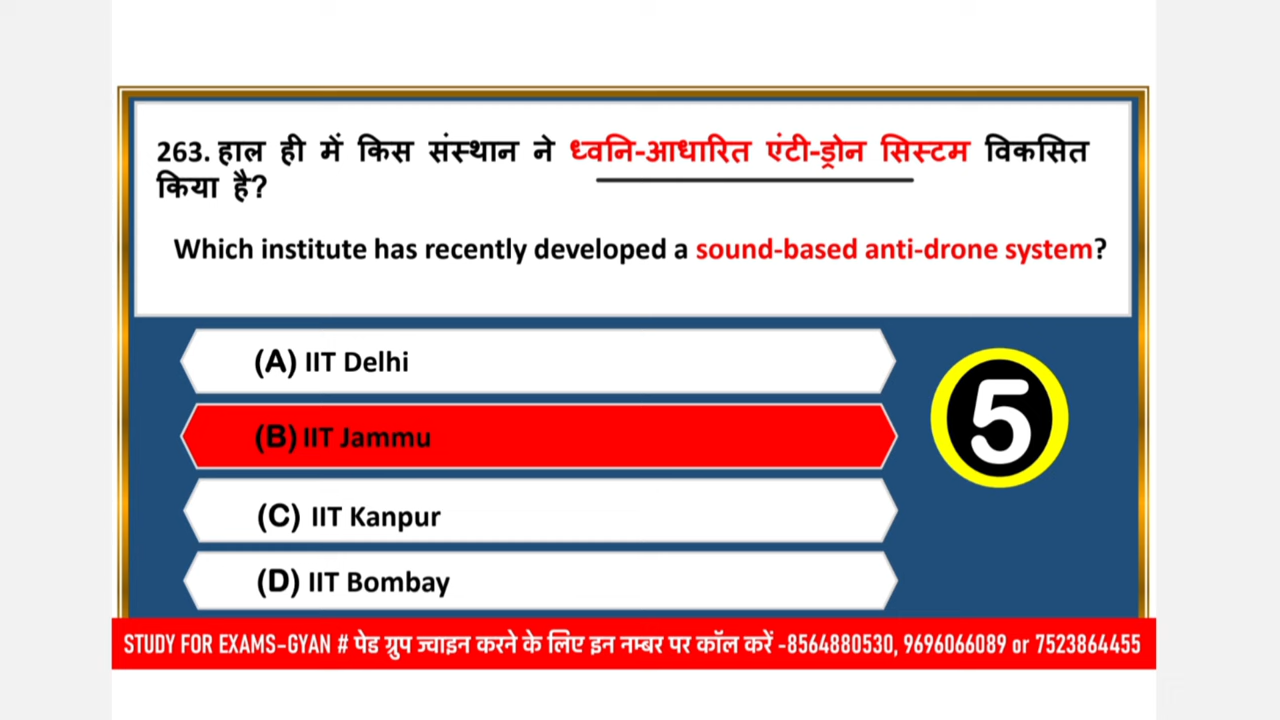 263. हाल ही में किस संस्थान ने ध्वनि-आधारित एंटी-ड्रोन सिस्टम विकसित
किया है?
Which institute has recently developed a sound-based anti-drone system?
(A) IIT Delhi
(B) IIT Jammu
5
(C) IIT Kanpur
(D) IIT Bombay
STUDY FOR EXAMS-GYAN # पेड ग्रुप ज्वाइन करने के लिए इन नम्बर पर कॉल करें -8564880530, 9696066089 or 7523864455